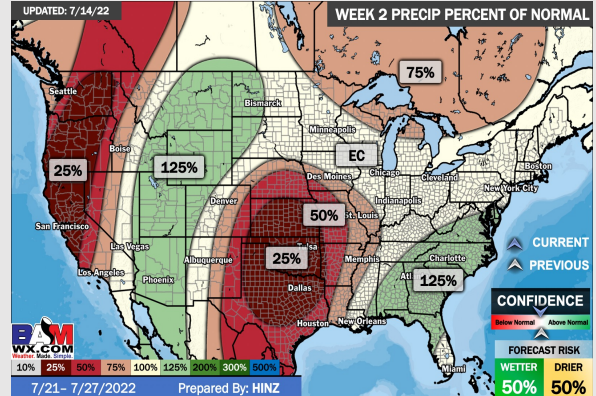 UPDATED: 7/14/22
WEEK 2 PRECIP PERCENT OF NORMAL
75%
Seattle
Bismarck
Minneapolis
Boise
EC
Boston
25%
125%
Des Moines
Chicago
Cleveland
New York City
Denver
Indianapolis
50%
St. Louis
San Francisco
Las Vegas
Albuquerque
Tulsa
25%
Memphis
Charlotte
CURRENT
PREVIOUS
Los Angeles
Phoenix
Dallas
Atl
125%
Houston
New Orleans
CONFIDENCE
Below Normal
Above Normal
BAM
WX.COM
Weather. Made. Simple.
FORECAST RISK
Miami
10% 25% 50% 75% 100% 125% 200% 300% 500%
WETTER
DRIER
50%
50%
7/21– 7/27/2022
Prepared By: HINZ